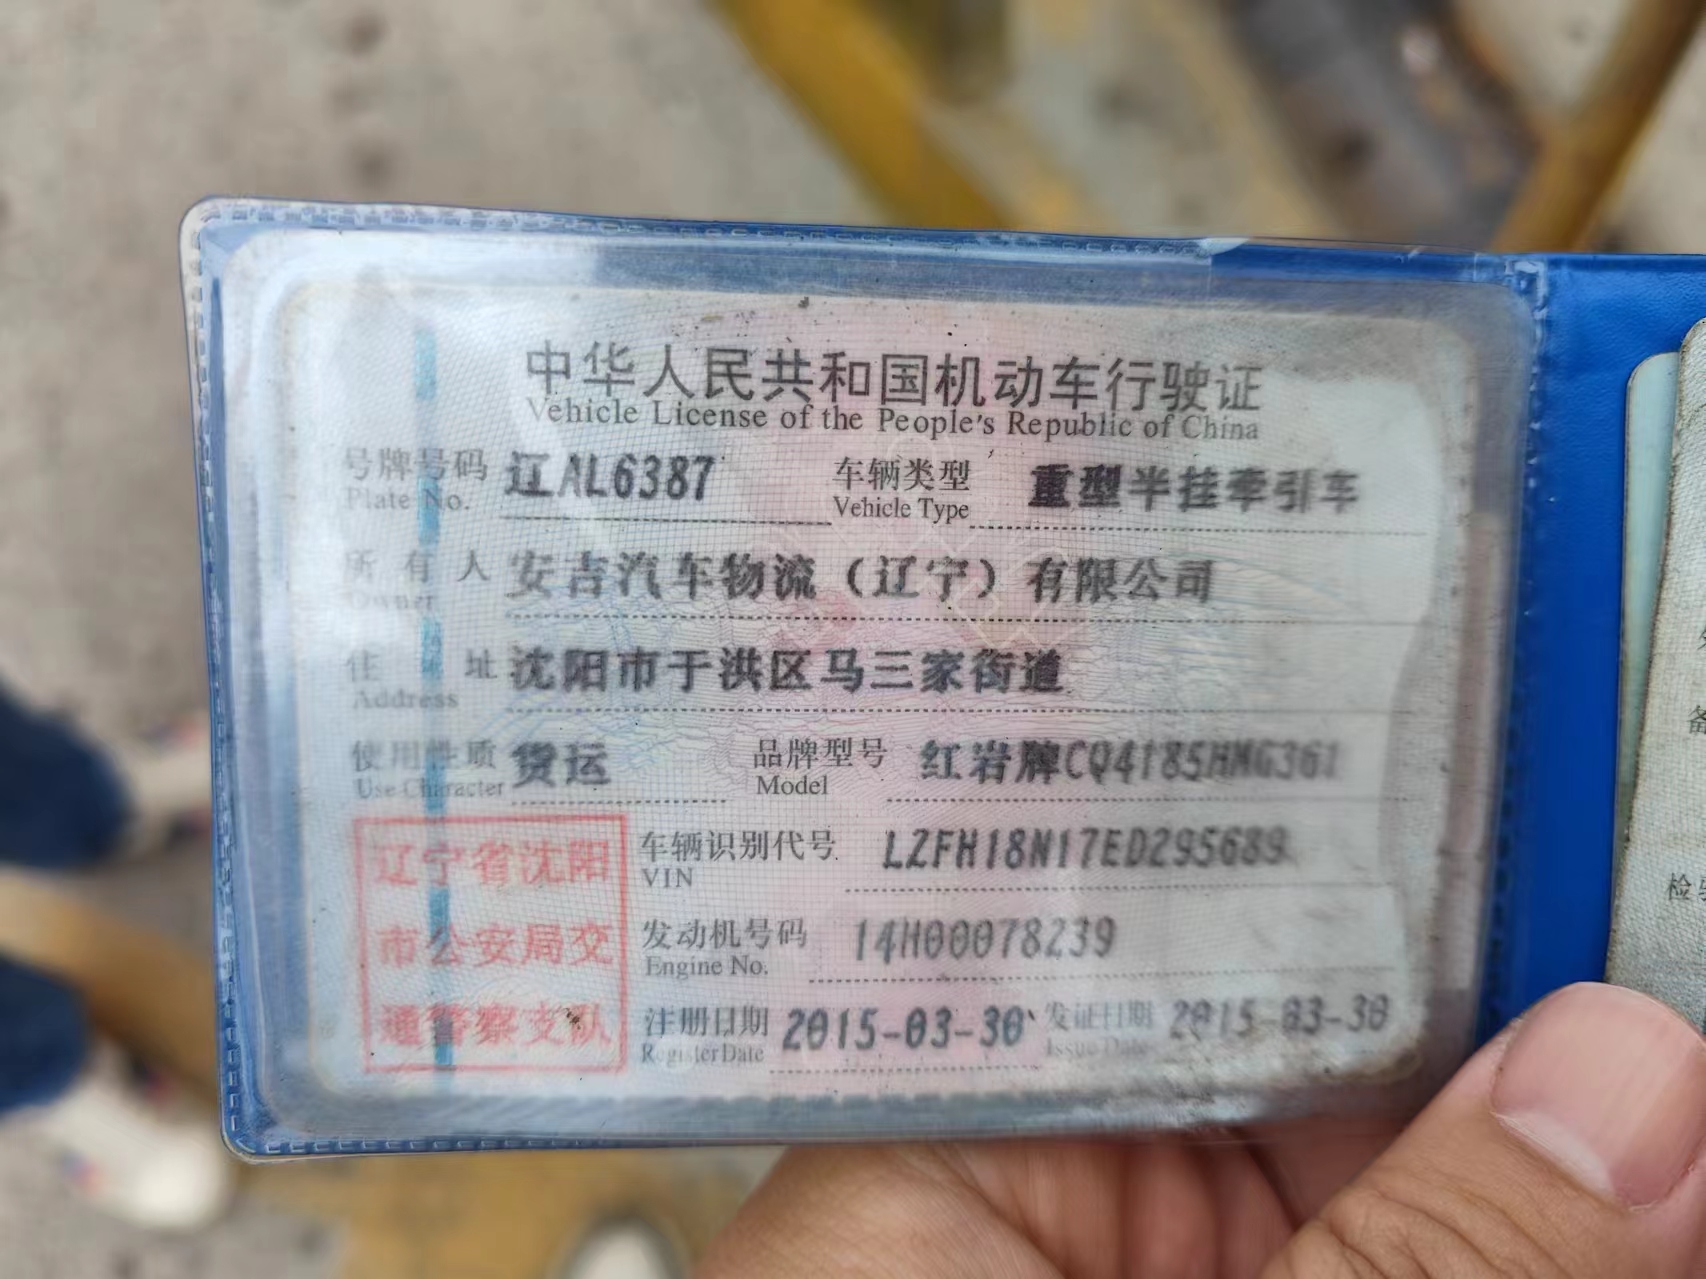 中华人民共和国机动车行驶证
Vehicle License of the People's Republic of China
号牌号码 辽AL6387 车辆类型 重型半挂牵引车
Plate No. Vehicle Type
所有人 安吉汽车物流（辽宁）有限公司
Owner
住址 沈阳市于洪区马三家街道
Address
使用性质 货运 品牌型号 红岩牌CQ4185HMG361
Use Character Model
辽宁省沈阳
市公安局交
通警察支队
车辆识别代号 LZFH18N17ED295689
VIN
发动机号码 14H00078239
Engine No.
注册日期 2015-03-30 发证日期 2015-03-30
Register Date Issue Date
备
检